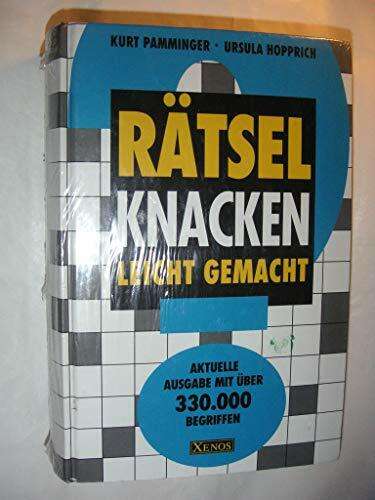 KURT PAMMINGER · URSULA HOPPRICH
RÄTSEL
KNACKEN
LEICHT GEMACHT
AKTUELLE
AUSGABE MIT ÜBER
330.000
BEGRIFFEN
XENOS